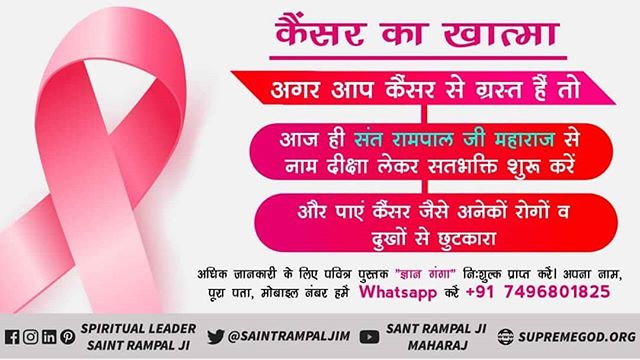 कैंसर का खात्मा
अगर आप कैंसर से ग्रस्त हैं तो
आज ही संत रामपाल जी महाराज से
नाम दीक्षा लेकर सतभक्ति शुरू करें
और पाएं कैंसर जैसे अनेकों रोगों व
दुखों से छुटकारा
अधिक जानकारी के लिए पवित्र पुस्तक "ज्ञान गंगा" नि:शुल्क प्राप्त करें। अपना नाम,
पूरा पता, मोबाइल नंबर हमें Whatsapp करें +91 7496801825
SPIRITUAL LEADER
SAINT RAMPAL JI
@SAINTRAMPALJIM
SANT RAMPAL JI
MAHARAJ
SUPREMEGOD.ORG